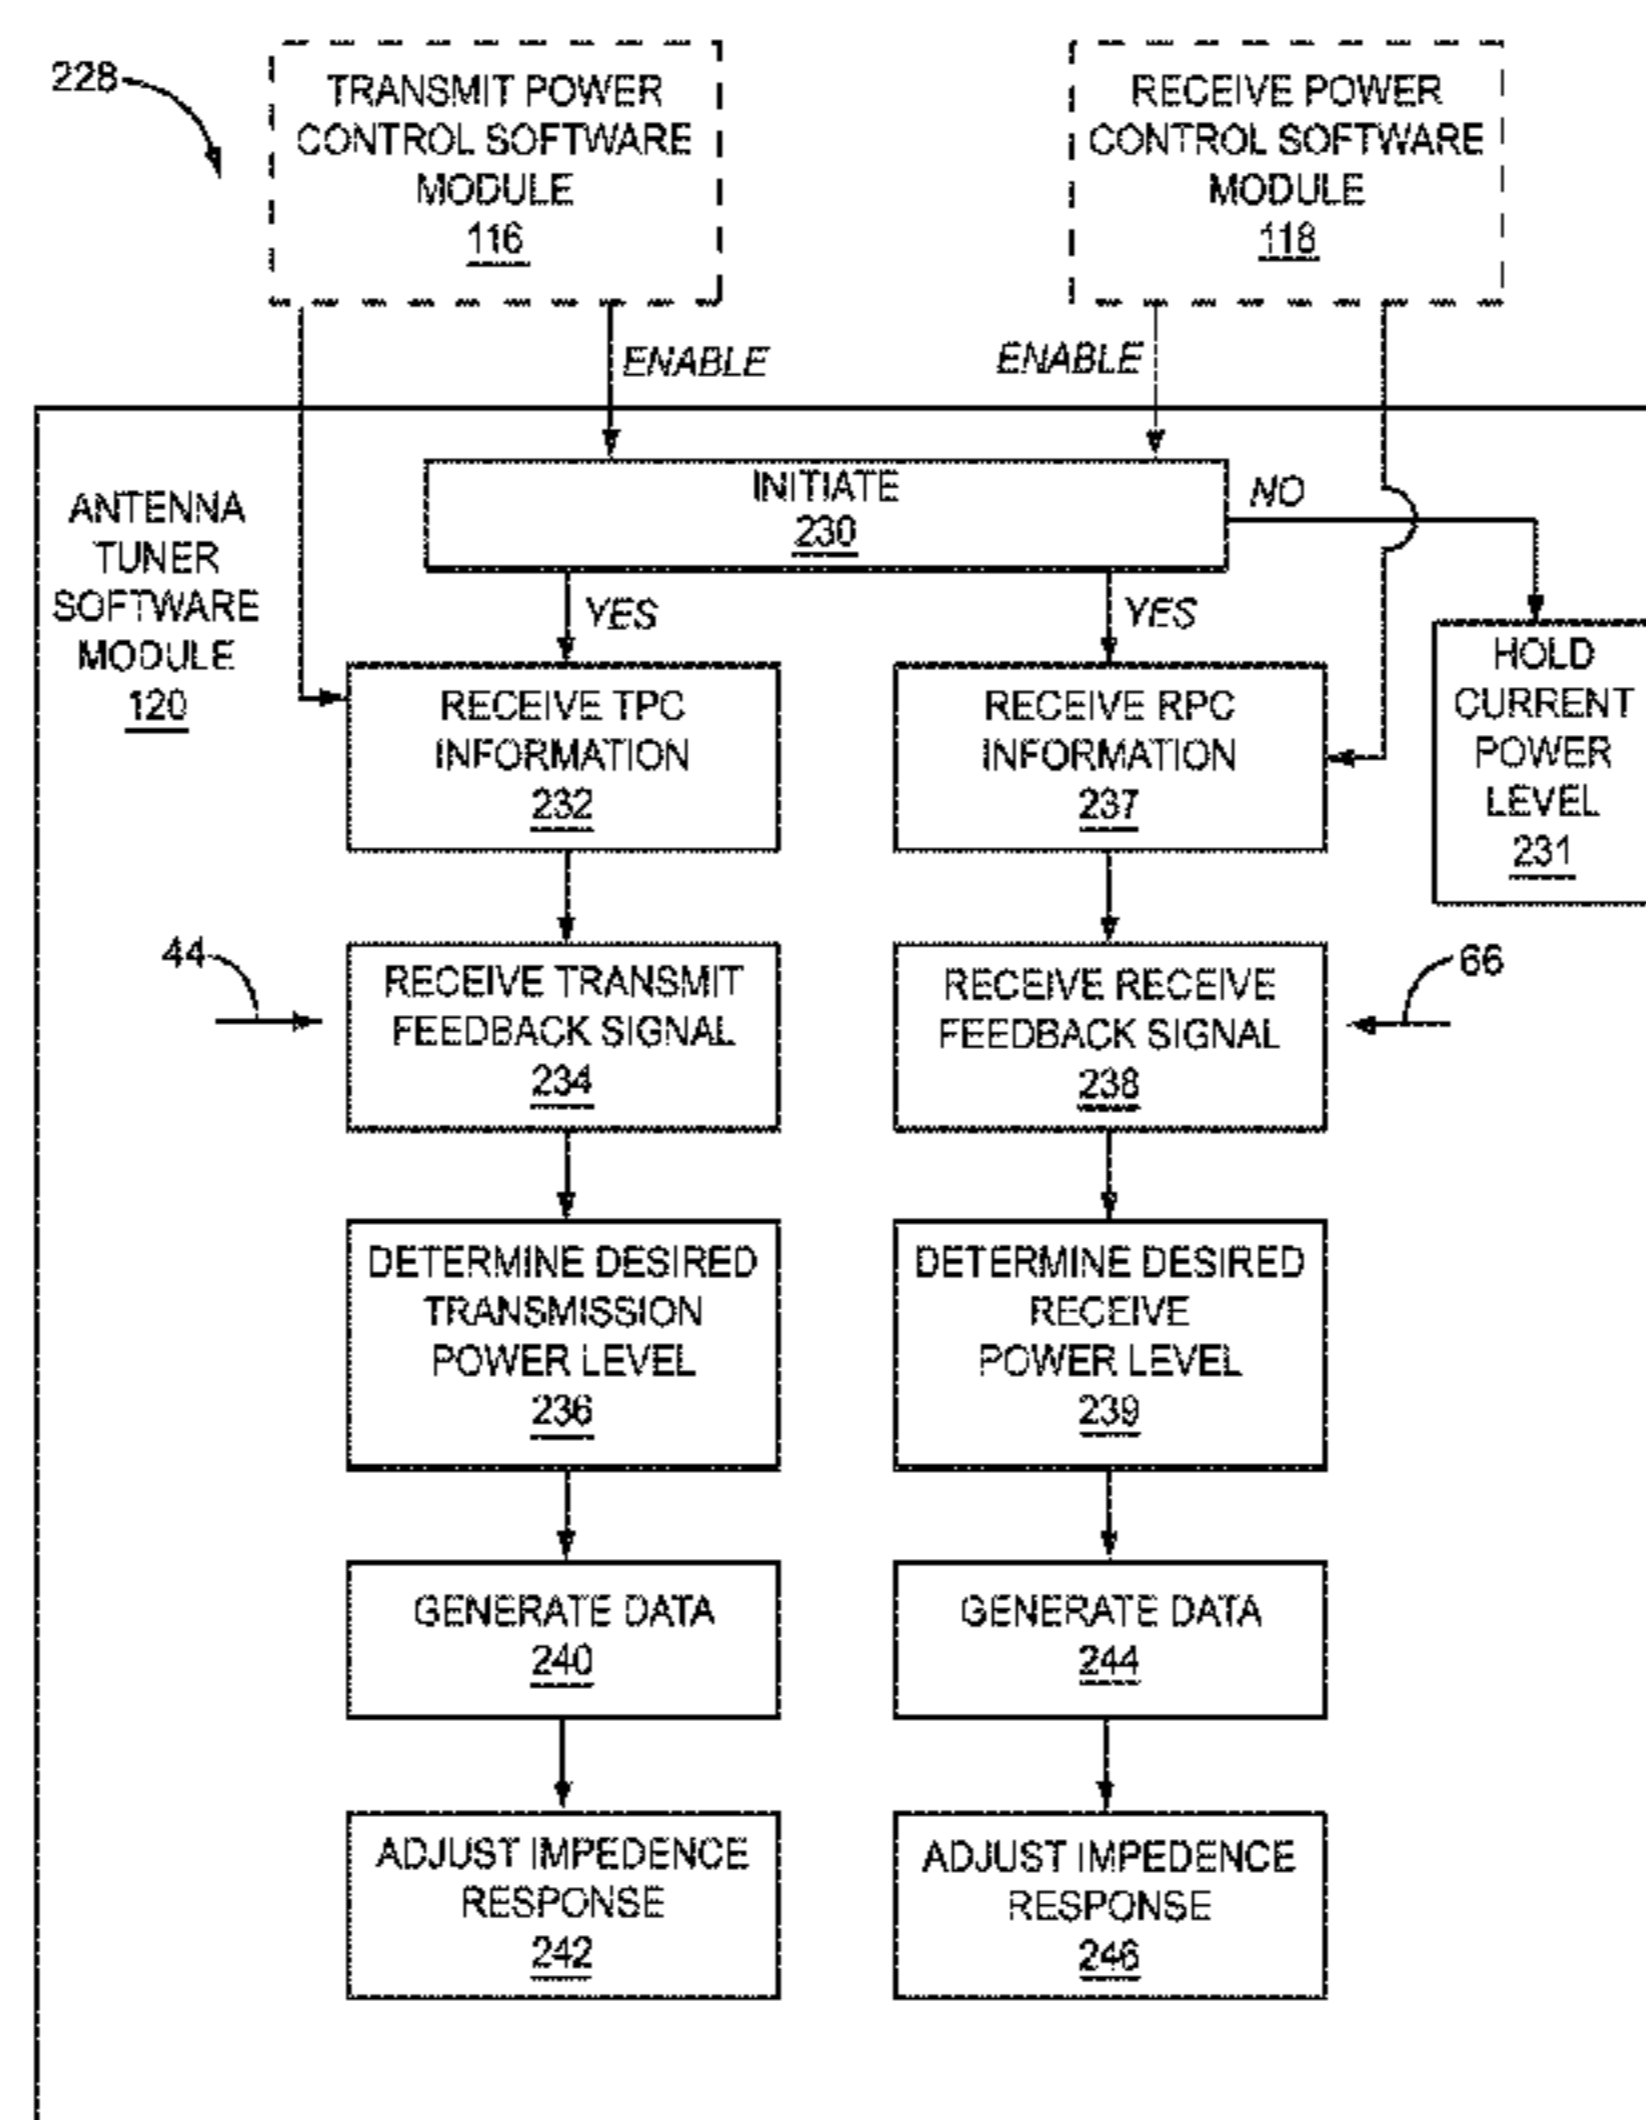 228
TRANSMIT POWER
CONTROL SOFTWARE
MODULE
116
RECEIVE POWER
CONTROL SOFTWARE
MODULE
118
ENABLE
ENABLE
ANTENNA
TUNER
SOFTWARE
MODULE
120
INITIATE
230
NO
YES
YES
HOLD
CURRENT
POWER
LEVEL
231
RECEIVE TPC
INFORMATION
232
RECEIVE RPC
INFORMATION
237
44
RECEIVE TRANSMIT
FEEDBACK SIGNAL
234
RECEIVE RECEIVE
FEEDBACK SIGNAL
238
66
DETERMINE DESIRED
TRANSMISSION
POWER LEVEL
236
DETERMINE DESIRED
RECEIVE
POWER LEVEL
239
GENERATE DATA
240
GENERATE DATA
244
ADJUST IMPEDENCE
RESPONSE
242
ADJUST IMPEDENCE
RESPONSE
246